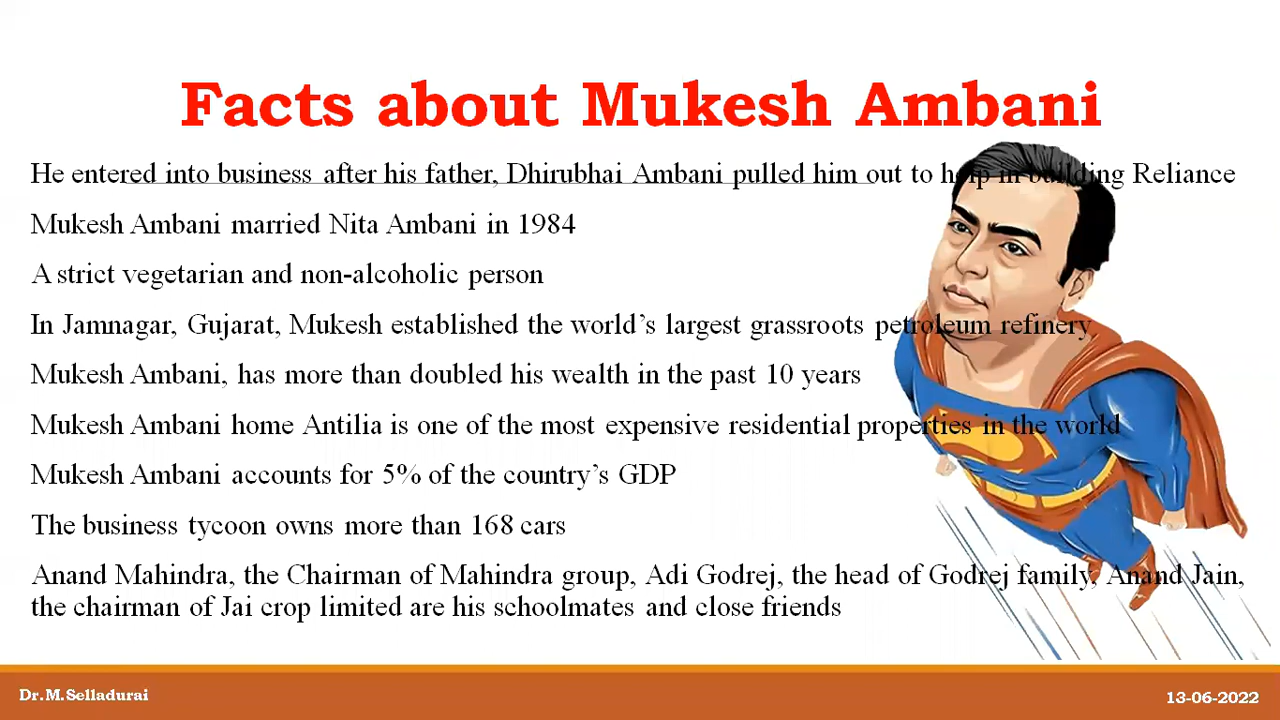 Facts about Mukesh Ambani
He entered into business after his father, Dhirubhai Ambani pulled him out to help in building Reliance
Mukesh Ambani married Nita Ambani in 1984
A strict vegetarian and non-alcoholic person
In Jamnagar, Gujarat, Mukesh established the world’s largest grassroots petroleum refinery
Mukesh Ambani, has more than doubled his wealth in the past 10 years
Mukesh Ambani home Antilia is one of the most expensive residential properties in the world
Mukesh Ambani accounts for 5% of the country’s GDP
The business tycoon owns more than 168 cars
Anand Mahindra, the Chairman of Mahindra group, Adi Godrej, the head of Godrej family, Anand Jain,
the chairman of Jai crop limited are his schoolmates and close friends
Dr.M.Selladurai
13-06-2022